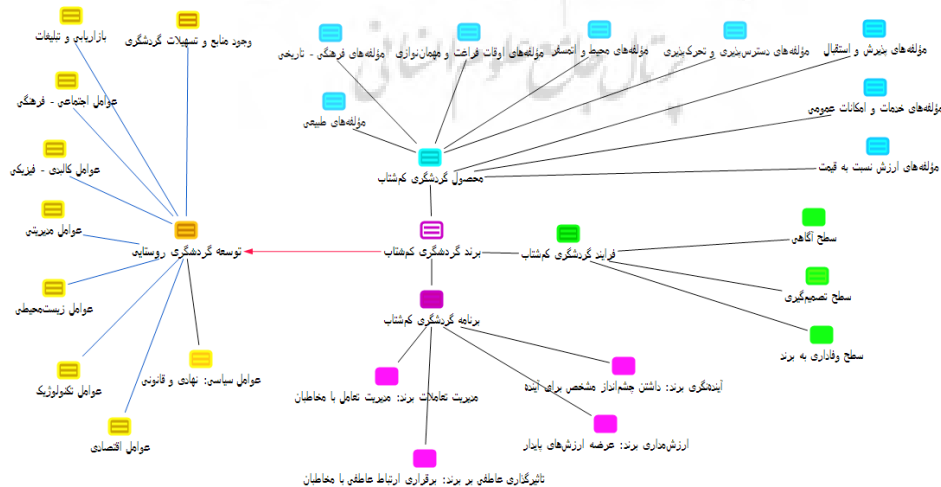 بازاریابی و تبلیغات
وجود منابع و تسهیلات گردشگری
مؤلفه‌های فرهنگی - تاریخی
مؤلفه‌های اوقات فراغت و مهمان‌نوازی
مؤلفه‌های محیط و اتمسفر
مؤلفه‌های دسترس‌پذیری و تحرک‌پذیری
مؤلفه‌های پذیرش و استقبال
پرتال جامع علوم انسانی
عوامل اجتماعی - فرهنگی
مؤلفه‌های طبیعی
مؤلفه‌های خدمات و امکانات عمومی
عوامل کالبدی - فیزیکی
مؤلفه‌های ارزش نسبت به قیمت
محصول گردشگری کم‌شتاب
عوامل مدیریتی
توسعه گردشگری روستایی
برند گردشگری کم‌شتاب
فرایند گردشگری کم‌شتاب
سطح آگاهی
عوامل زیست‌محیطی
سطح تصمیم‌گیری
برنامه گردشگری کم‌شتاب
سطح وفاداری به برند
عوامل تکنولوژیک
عوامل سیاسی: نهادی و قانونی
مدیریت تعاملات برند: مدیریت تعامل با مخاطبان
آینده‌نگری برند: داشتن چشم‌انداز مشخص برای آینده
عوامل اقتصادی
ارزش‌مداری برند: عرضه ارزش‌های پایدار
تاثیرگذاری عاطفی بر برند: برقراری ارتباط عاطفی با مخاطبان